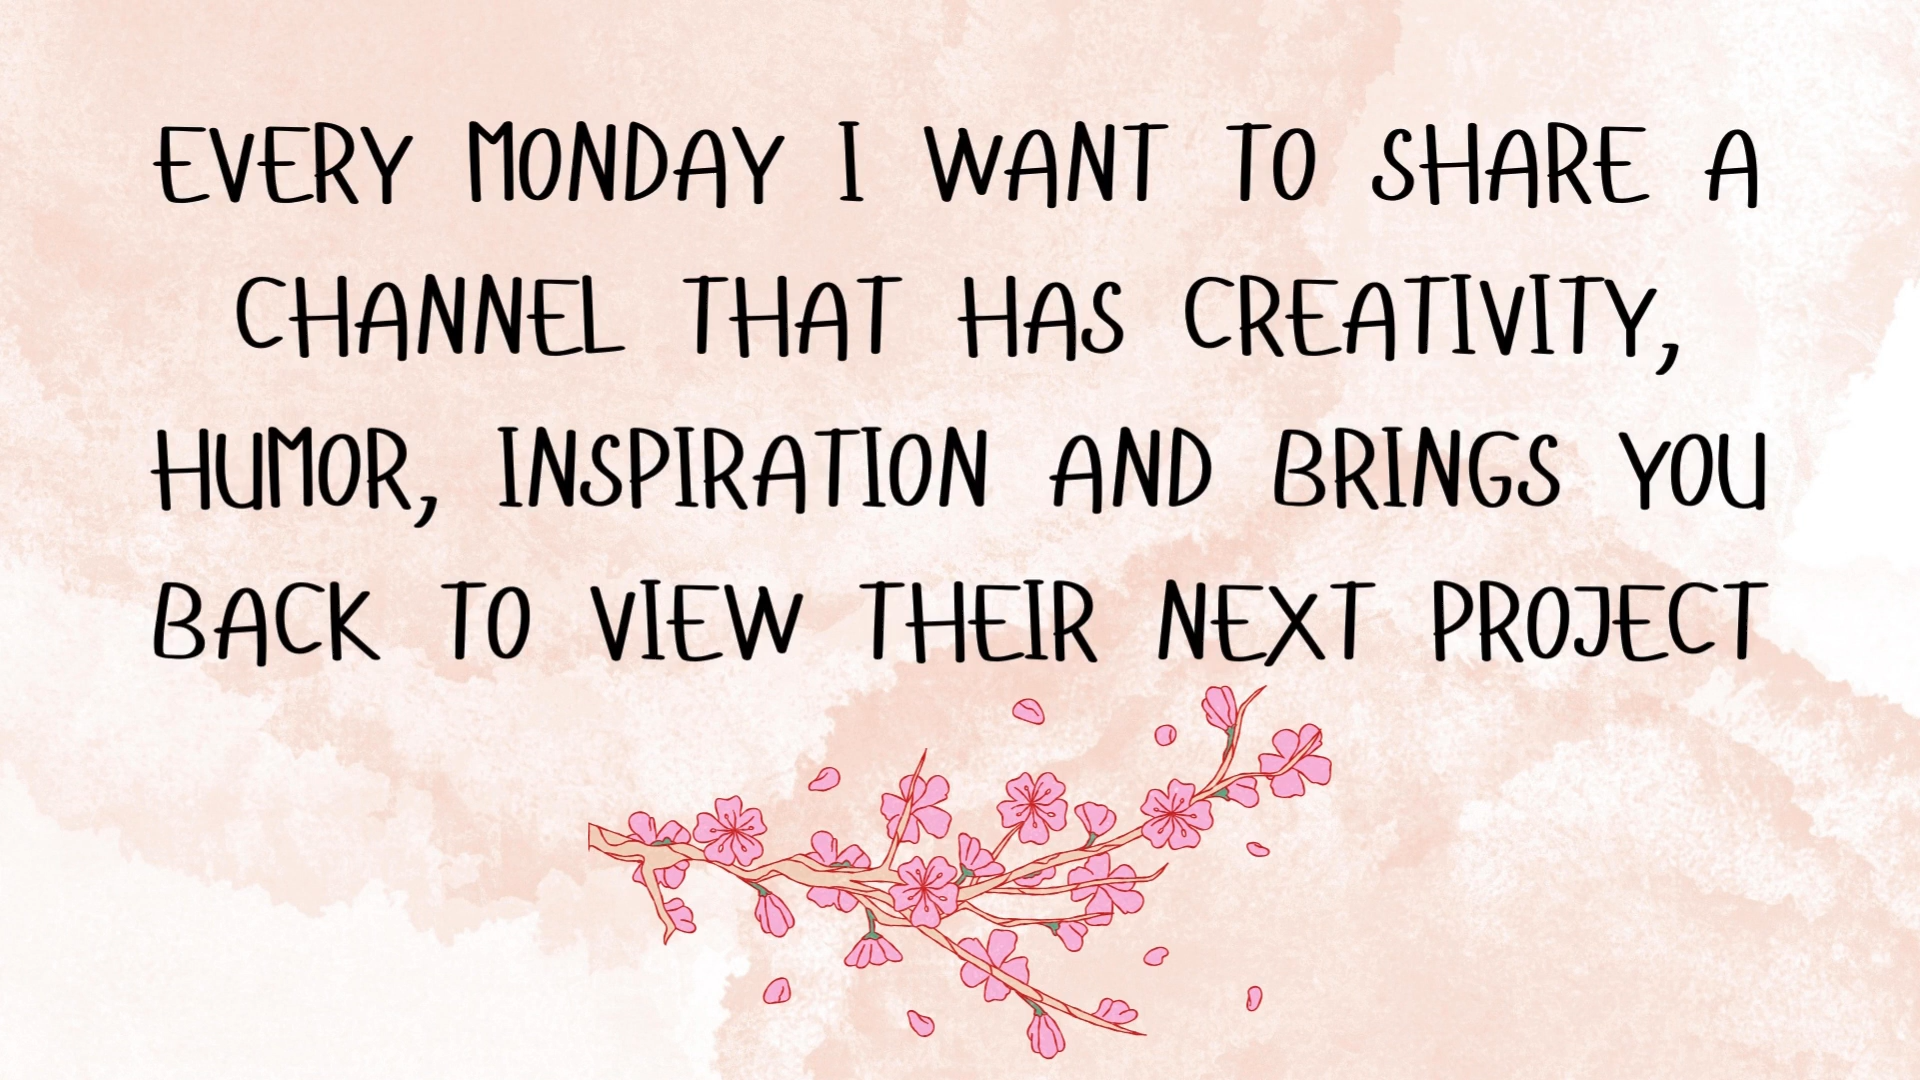 EVERY MONDAY I WANT TO SHARE A
CHANNEL THAT HAS CREATIVITY,
HUMOR, INSPIRATION AND BRINGS YOU
BACK TO VIEW THEIR NEXT PROJECT